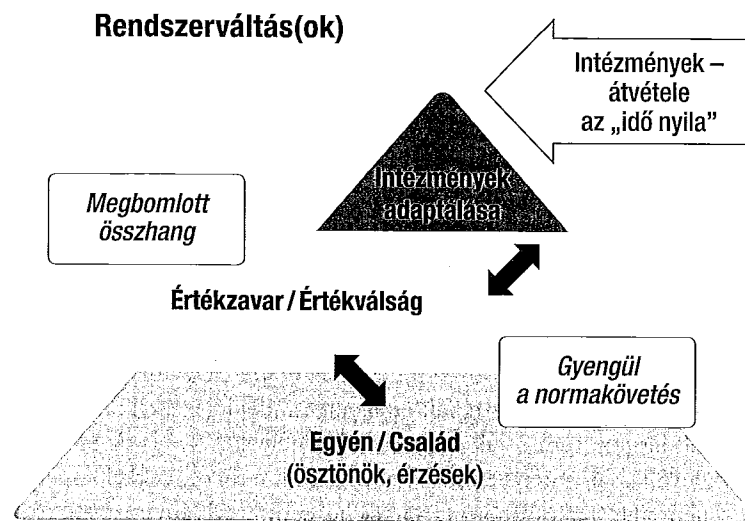 Rendszerváltás(ok)
Intézmények –
átvétele
az „idő nyila”
Intézmények
adaptálása
Megbomlott
összhang
Értékzavar / Értékválság
Gyengül
a normakövetés
Egyén / Család
(ösztönök, érzések)